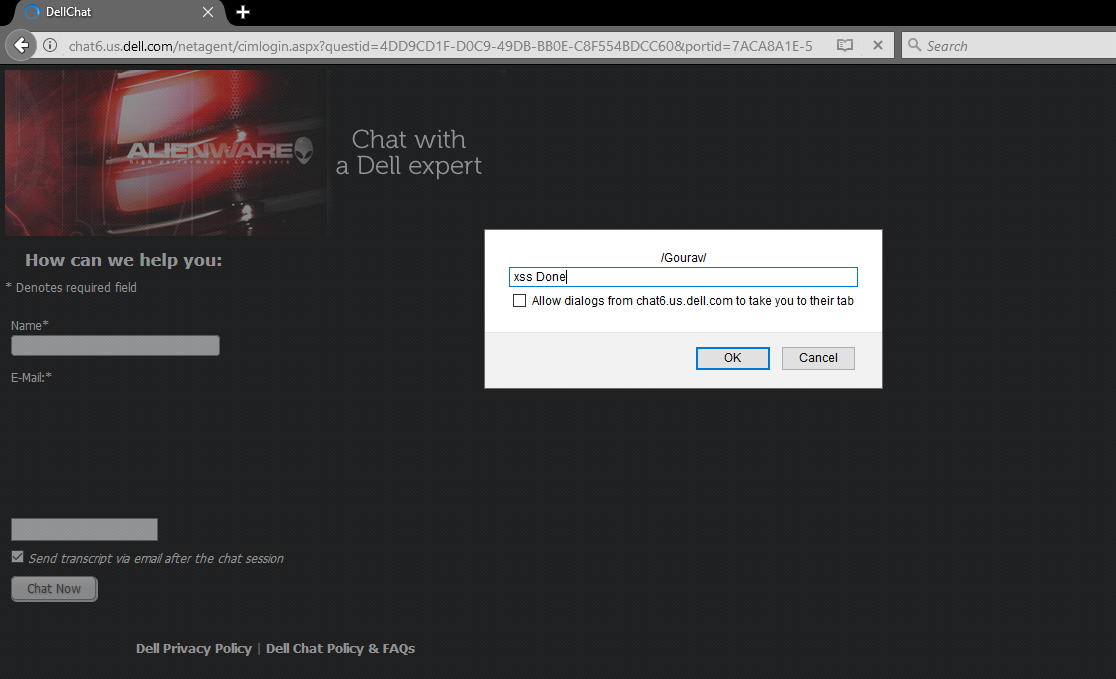 DellChat
chat6.us.dell.com/netagent/cimlogin.aspx?questid=4DD9CD1F-D0C9-49DB-BB0E-C8F554BDCC60&portid=7ACA8A1E-5
Search
ALIENWARE
high performance computers
Chat with
a Dell expert
/Gourav/
xss Done
Allow dialogs from chat6.us.dell.com to take you to their tab
OK Cancel
How can we help you:
* Denotes required field
Name*
E-Mail:*
Send transcript via email after the chat session
Chat Now
Dell Privacy Policy | Dell Chat Policy & FAQs